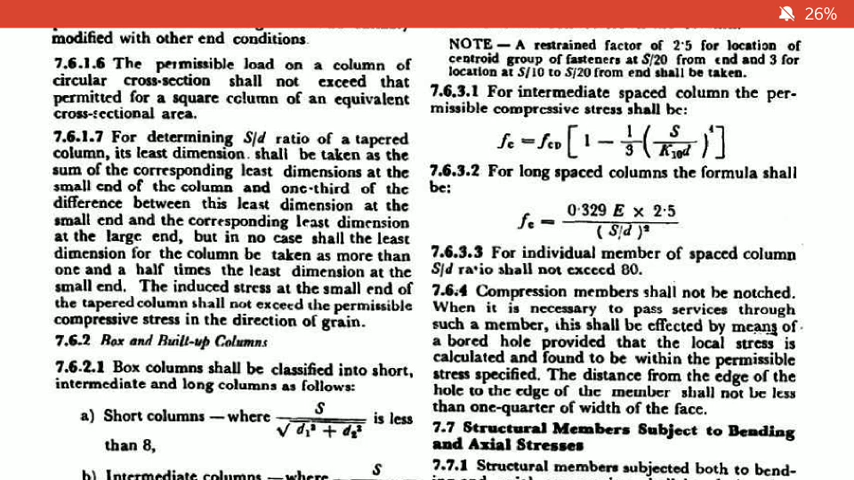 26%
modified with other end conditions.
7.6.1.6 The permissible load on a column of
circular cross-section shall not exceed that
permitted for a square column of an equivalent
cross-sectional area.
7.6.1.7 For determining S/d ratio of a tapered
column, its least dimension. shall be taken as the
sum of the corresponding least dimensions at the
small end of the column and one-third of the
difference between this least dimension at the
small end and the corresponding least dimension
at the large end, but in no case shall the least
dimension for the column be taken as more than
one and a half times the least dimension at the
small end. The induced stress at the small end of
the tapered column shall not exceed the permissible
compressive stress in the direction of grain.
7.6.2 Box and Built-up Columns
7.6.2.1 Box columns shall be classified into short,
intermediate and long columns as follows:
a) Short columns — where S / √ d₁² + d₂² is less
than 8,
b) Intermediate columns — where S
NOTE — A restrained factor of 2·5 for location of
centroid group of fasteners at S/20 from end and 3 for
location at S/10 to S/20 from end shall be taken.
7.6.3.1 For intermediate spaced column the per-
missible compressive stress shall be:
fc = fcp [ 1 − 1/3 ( S / K₁₀d )⁴ ]
7.6.3.2 For long spaced columns the formula shall
be:
fc = 0·329 E × 2·5 / ( S/d )²
7.6.3.3 For individual member of spaced column
S/d ratio shall not exceed 80.
7.6.4 Compression members shall not be notched.
When it is necessary to pass services through
such a member, this shall be effected by means of
a bored hole provided that the local stress is
calculated and found to be within the permissible
stress specified. The distance from the edge of the
hole to the edge of the member shall not be less
than one-quarter of width of the face.
7.7 Structural Members Subject to Bending
and Axial Stresses
7.7.1 Structural members subjected both to bend-